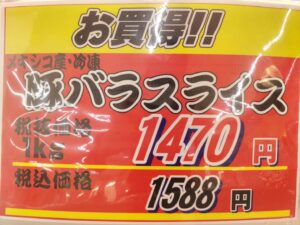 お買得!!
メキシコ産・冷凍
豚バラスライス
税抜価格
1kg
1470円
税込価格
1588円